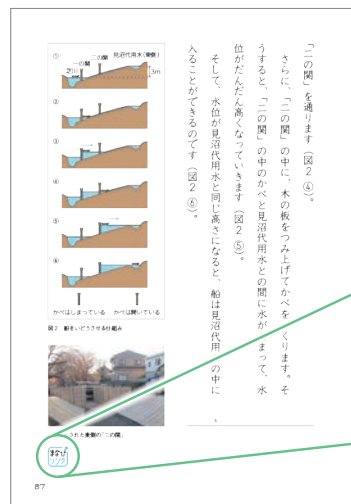 「二の関」を通ります（図2 ④）。
さらに、「二の関」の中に、木の板をつみ上げてかべを くります。そ
うすると、「二の関」の中のかべと見沼代用水との間に水が まって、水
位がだんだん高くなっていきます（図2 ⑤）。
そして、水位が見沼代用水と同じ高さになると、船は見沼代用 の中に
入ることができるのです（図2 ⑥）。
①
芝川
一の関
二の関
見沼代用水(東側)
3m
②
③
④
⑤
⑥
かべはしまっている
かべは開いている
図2 船をいどうさせる仕組み
された東側の「二の関」
まなび
リンク
87